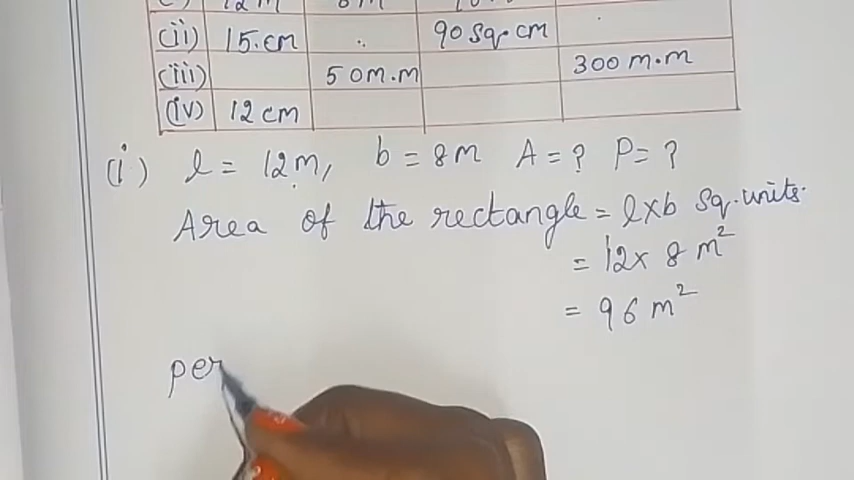 (ii) 15.cm 90 Sq.cm
(iii) 50m.m 300 m.m
(iv) 12 cm
(i) l = 12m, b = 8m A = ? P = ?
Area of the rectangle = l×b Sq.units.
= 12 × 8 m²
= 96 m²
per